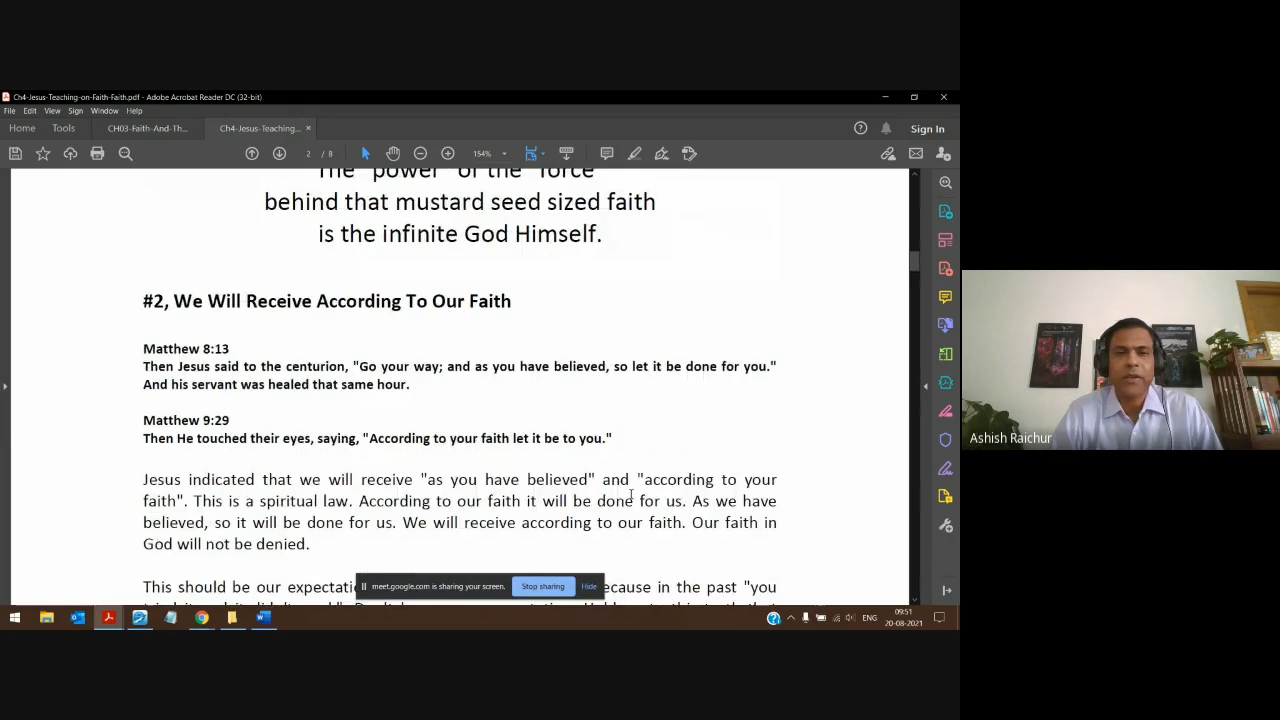 Ch4-Jesus-Teaching-on-Faith-Faith.pdf - Adobe Acrobat Reader DC (32-bit)
File Edit View Sign Window Help
Home Tools CH03-Faith-And-Th... Ch4-Jesus-Teaching... × Sign In
2 / 8 154%
The "power" or the "force"
behind that mustard seed sized faith
is the infinite God Himself.
#2, We Will Receive According To Our Faith
Matthew 8:13
Then Jesus said to the centurion, "Go your way; and as you have believed, so let it be done for you."
And his servant was healed that same hour.
Matthew 9:29
Then He touched their eyes, saying, "According to your faith let it be to you."
Jesus indicated that we will receive "as you have believed" and "according to your
faith". This is a spiritual law. According to our faith it will be done for us. As we have
believed, so it will be done for us. We will receive according to our faith. Our faith in
God will not be denied.
This should be our expectati ecause in the past "you
meet.google.com is sharing your screen. Stop sharing Hide
Ashish Raichur
ENG
09:51
20-08-2021